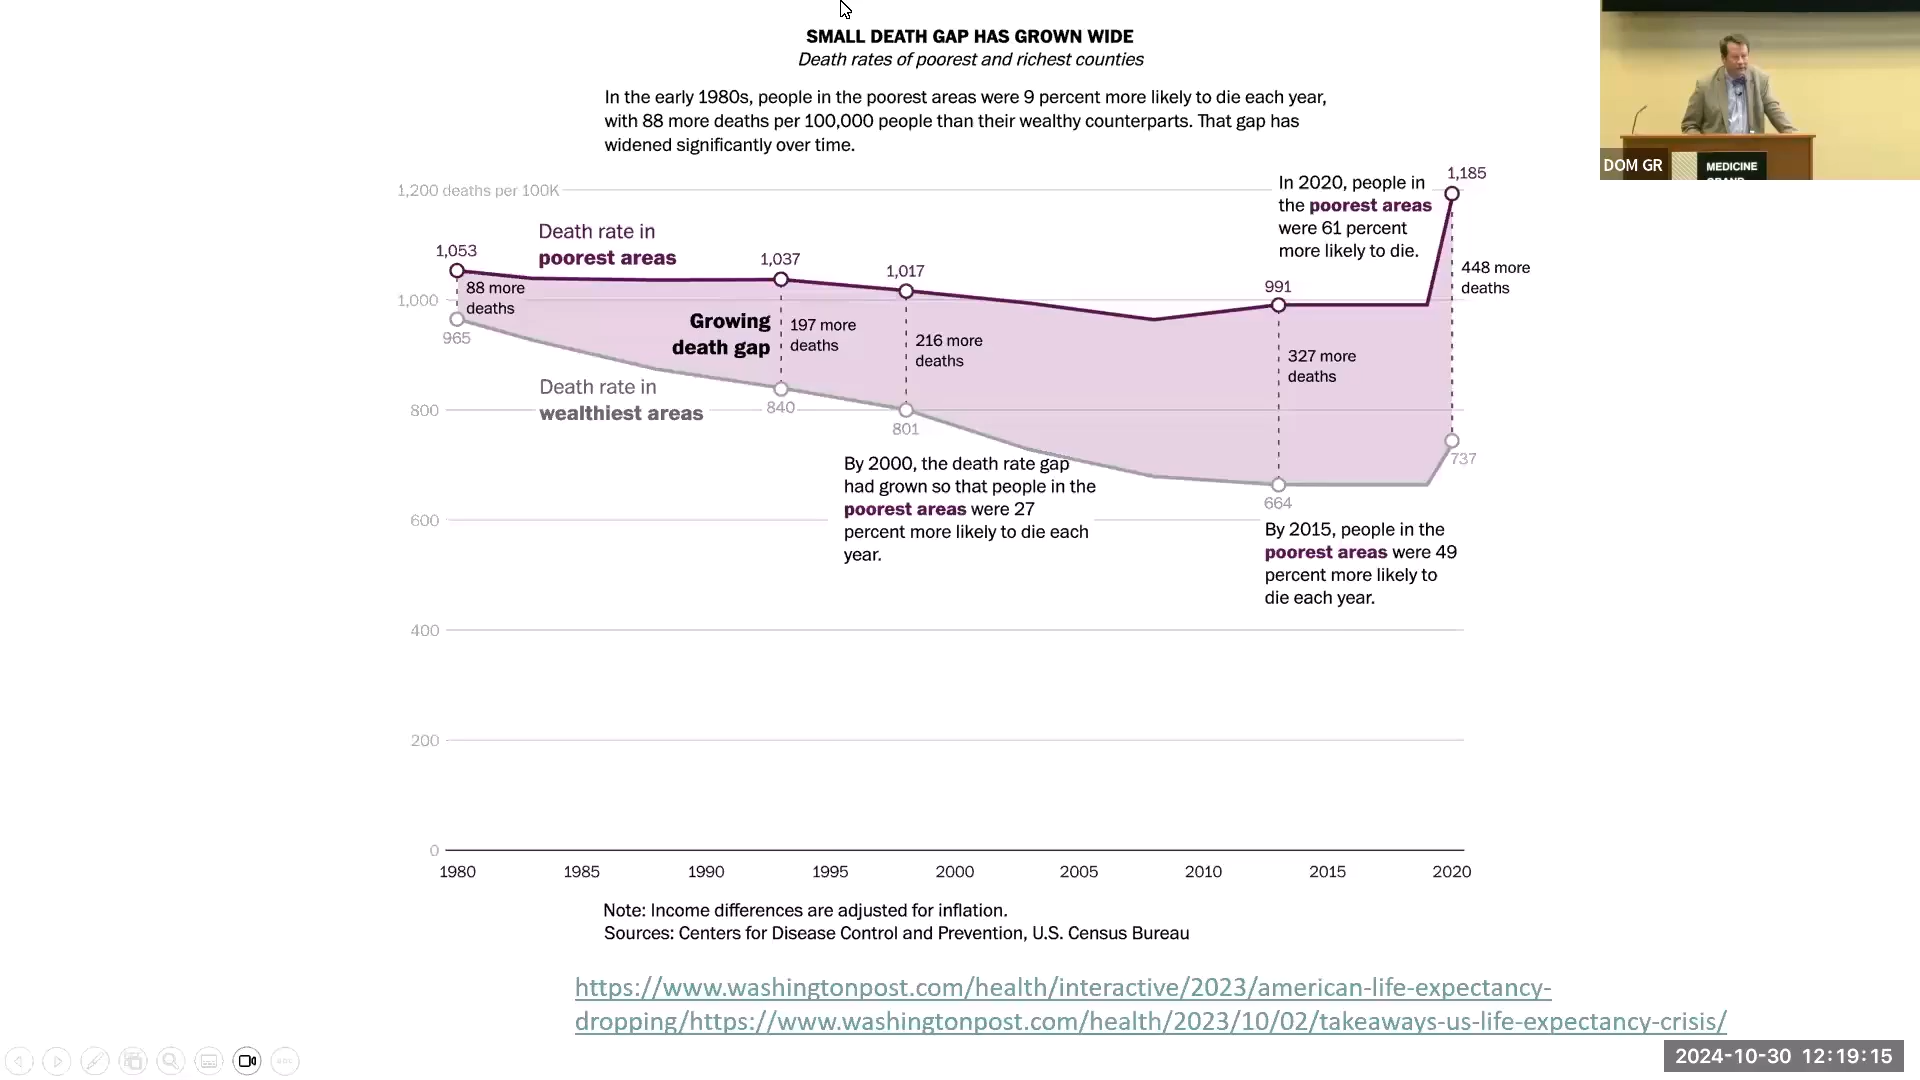 SMALL DEATH GAP HAS GROWN WIDE
Death rates of poorest and richest counties
In the early 1980s, people in the poorest areas were 9 percent more likely to die each year,
with 88 more deaths per 100,000 people than their wealthy counterparts. That gap has
widened significantly over time.
DOM GR
MEDICINE
GRAND
1,200 deaths per 100K
In 2020, people in
the poorest areas
were 61 percent
more likely to die.
1,185
448 more
deaths
Death rate in
poorest areas
1,053
1,037
1,017
991
88 more
deaths
1,000
965
Growing
death gap
197 more
deaths
216 more
deaths
327 more
deaths
Death rate in
wealthiest areas
800
840
801
737
664
By 2000, the death rate gap
had grown so that people in the
poorest areas were 27
percent more likely to die each
year.
600
By 2015, people in the
poorest areas were 49
percent more likely to
die each year.
400
200
0
1980 1985 1990 1995 2000 2005 2010 2015 2020
Note: Income differences are adjusted for inflation.
Sources: Centers for Disease Control and Prevention, U.S. Census Bureau
https://www.washingtonpost.com/health/interactive/2023/american-life-expectancy-
dropping/https://www.washingtonpost.com/health/2023/10/02/takeaways-us-life-expectancy-crisis/
2024-10-30 12:19:15